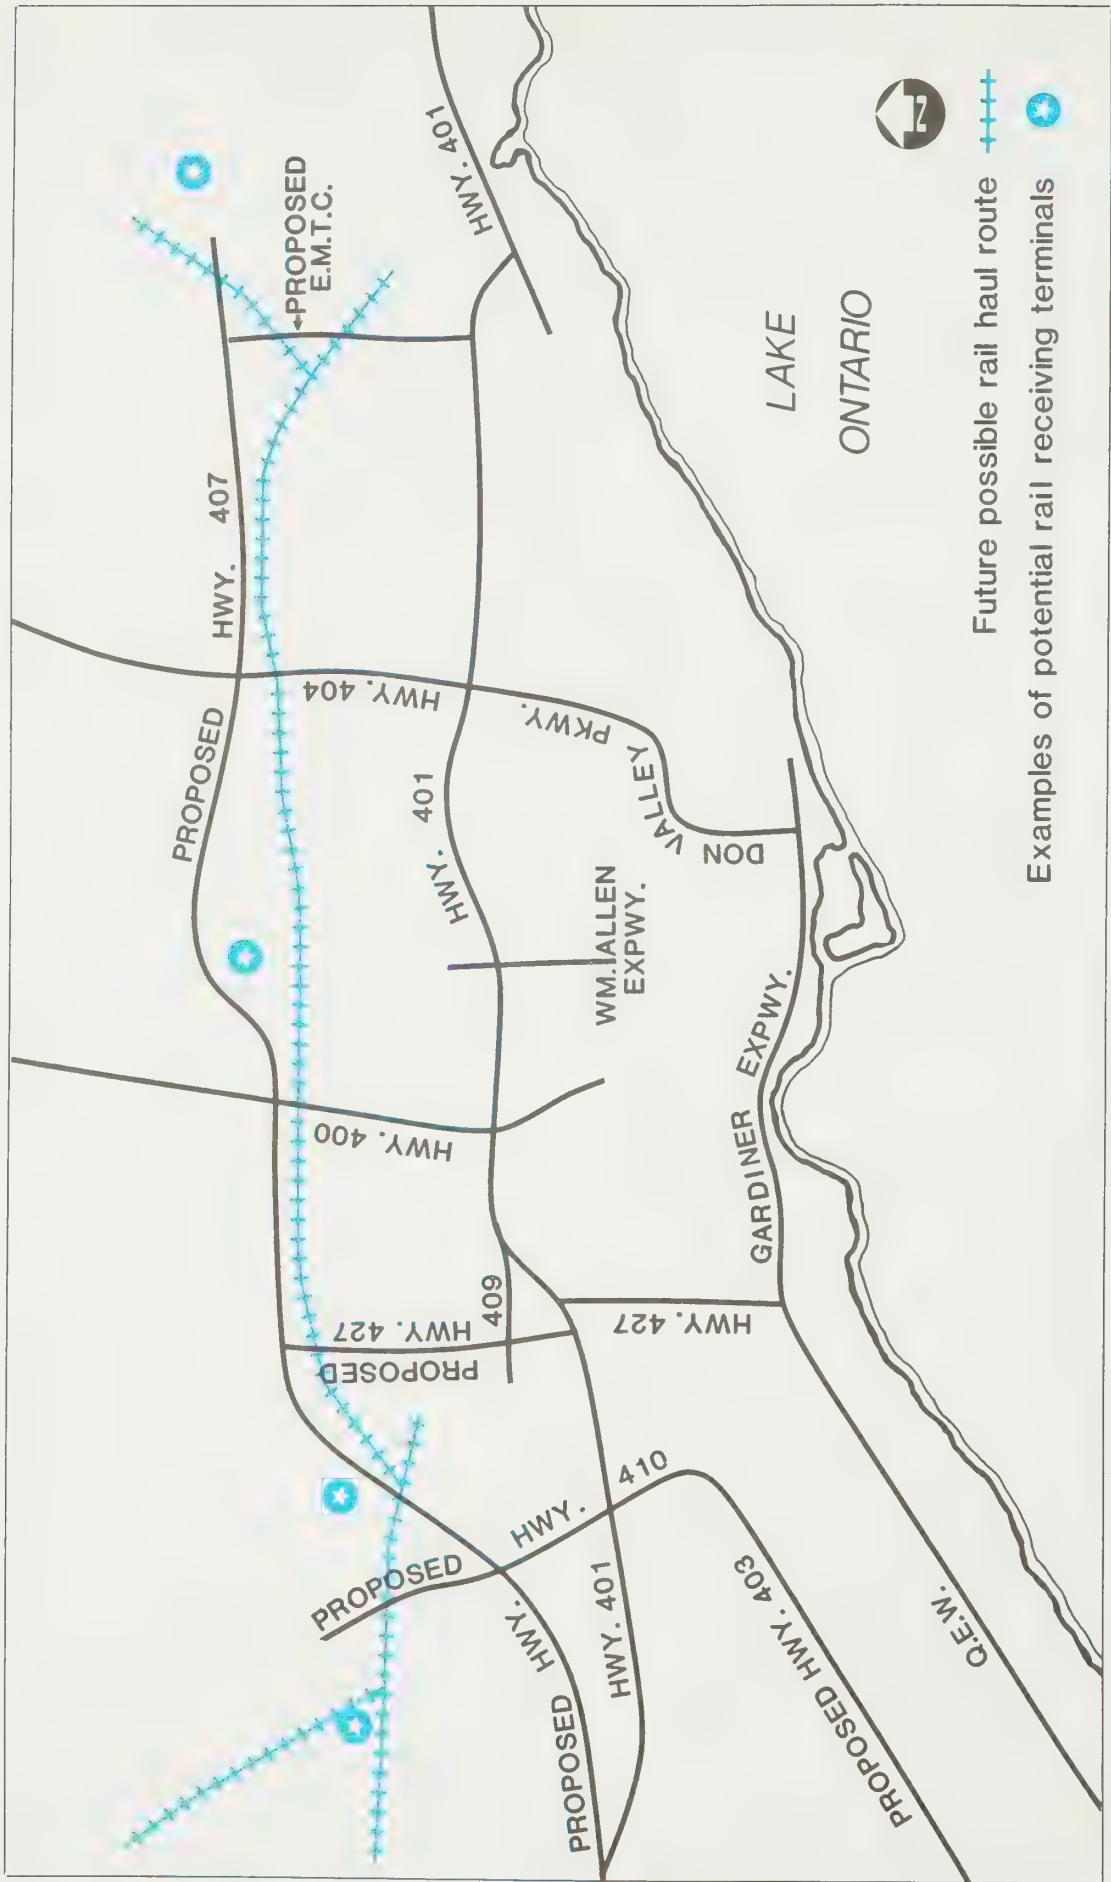 PROPOSED
HWY. 407
PROPOSED
E.M.T.C.
HWY. 401
HWY. 404
HWY. 401
DON VALLEY PKWY.
WM. ALLEN
EXPWY.
HWY. 400
GARDINER EXPWY.
409
PROPOSED
HWY. 427
HWY. 427
PROPOSED HWY. 410
PROPOSED HWY.
HWY. 401
PROPOSED HWY. 403
Q.E.W.
LAKE
ONTARIO
N
Future possible rail haul route
Examples of potential rail receiving terminals